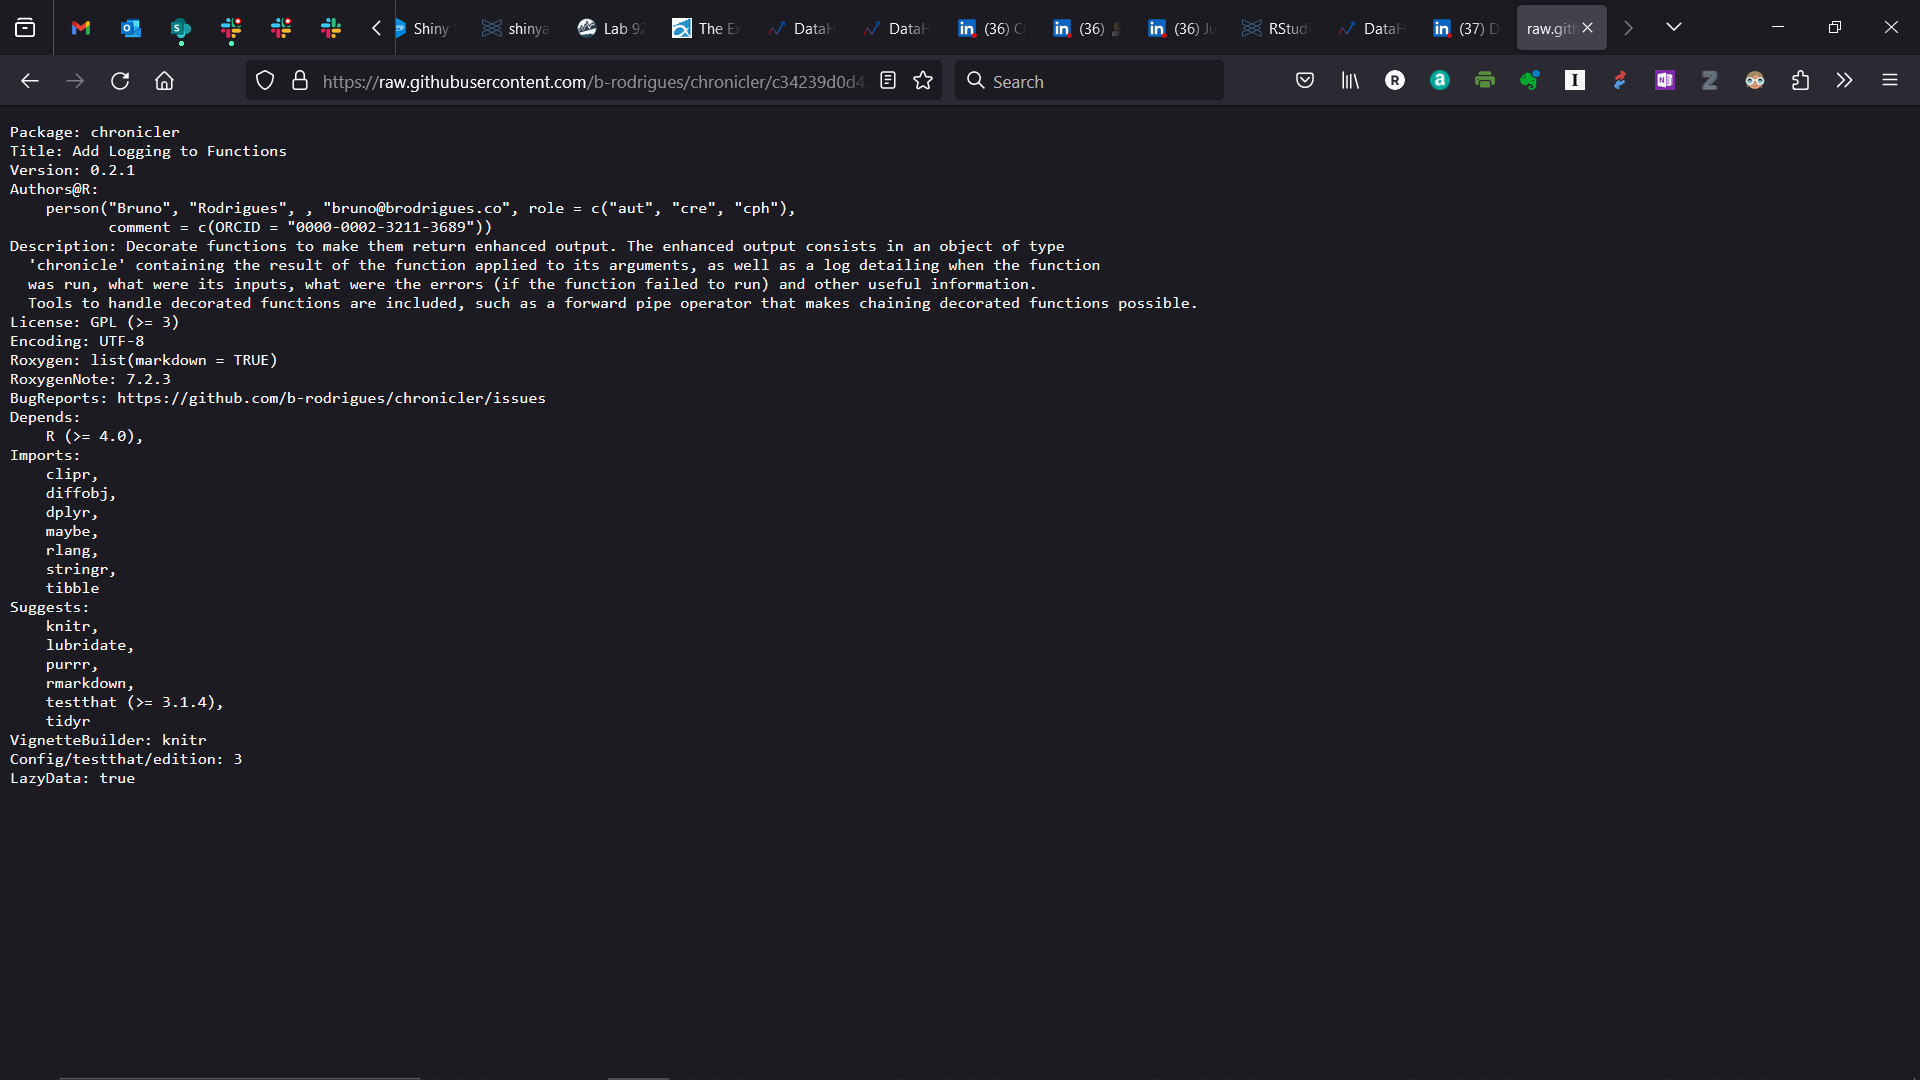 Shiny
shinya
Lab 92
The Ex
DataH
DataH
(36) C
(36)
(36) Ju
RStudi
DataH
(37) D
raw.gith
https://raw.githubusercontent.com/b-rodrigues/chronicler/c34239d0d4
Search
Package: chronicler
Title: Add Logging to Functions
Version: 0.2.1
Authors@R:
    person("Bruno", "Rodrigues", , "bruno@brodrigues.co", role = c("aut", "cre", "cph"),
           comment = c(ORCID = "0000-0002-3211-3689"))
Description: Decorate functions to make them return enhanced output. The enhanced output consists in an object of type
  'chronicle' containing the result of the function applied to its arguments, as well as a log detailing when the function
  was run, what were its inputs, what were the errors (if the function failed to run) and other useful information.
  Tools to handle decorated functions are included, such as a forward pipe operator that makes chaining decorated functions possible.
License: GPL (>= 3)
Encoding: UTF-8
Roxygen: list(markdown = TRUE)
RoxygenNote: 7.2.3
BugReports: https://github.com/b-rodrigues/chronicler/issues
Depends:
    R (>= 4.0),
Imports:
    clipr,
    diffobj,
    dplyr,
    maybe,
    rlang,
    stringr,
    tibble
Suggests:
    knitr,
    lubridate,
    purrr,
    rmarkdown,
    testthat (>= 3.1.4),
    tidyr
VignetteBuilder: knitr
Config/testthat/edition: 3
LazyData: true